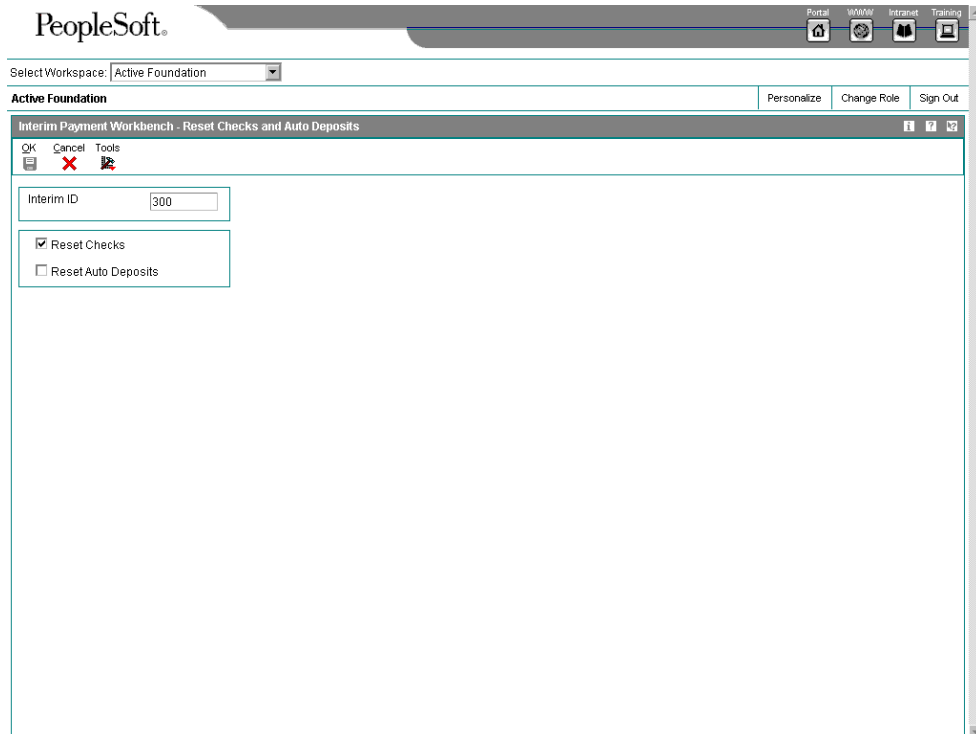 PeopleSoft®
Portal WWW Intranet Training
Select Workspace: Active Foundation
Active Foundation Personalize Change Role Sign Out
Interim Payment Workbench - Reset Checks and Auto Deposits i ? ?
OK Cancel Tools
Interim ID 300
Reset Checks
Reset Auto Deposits